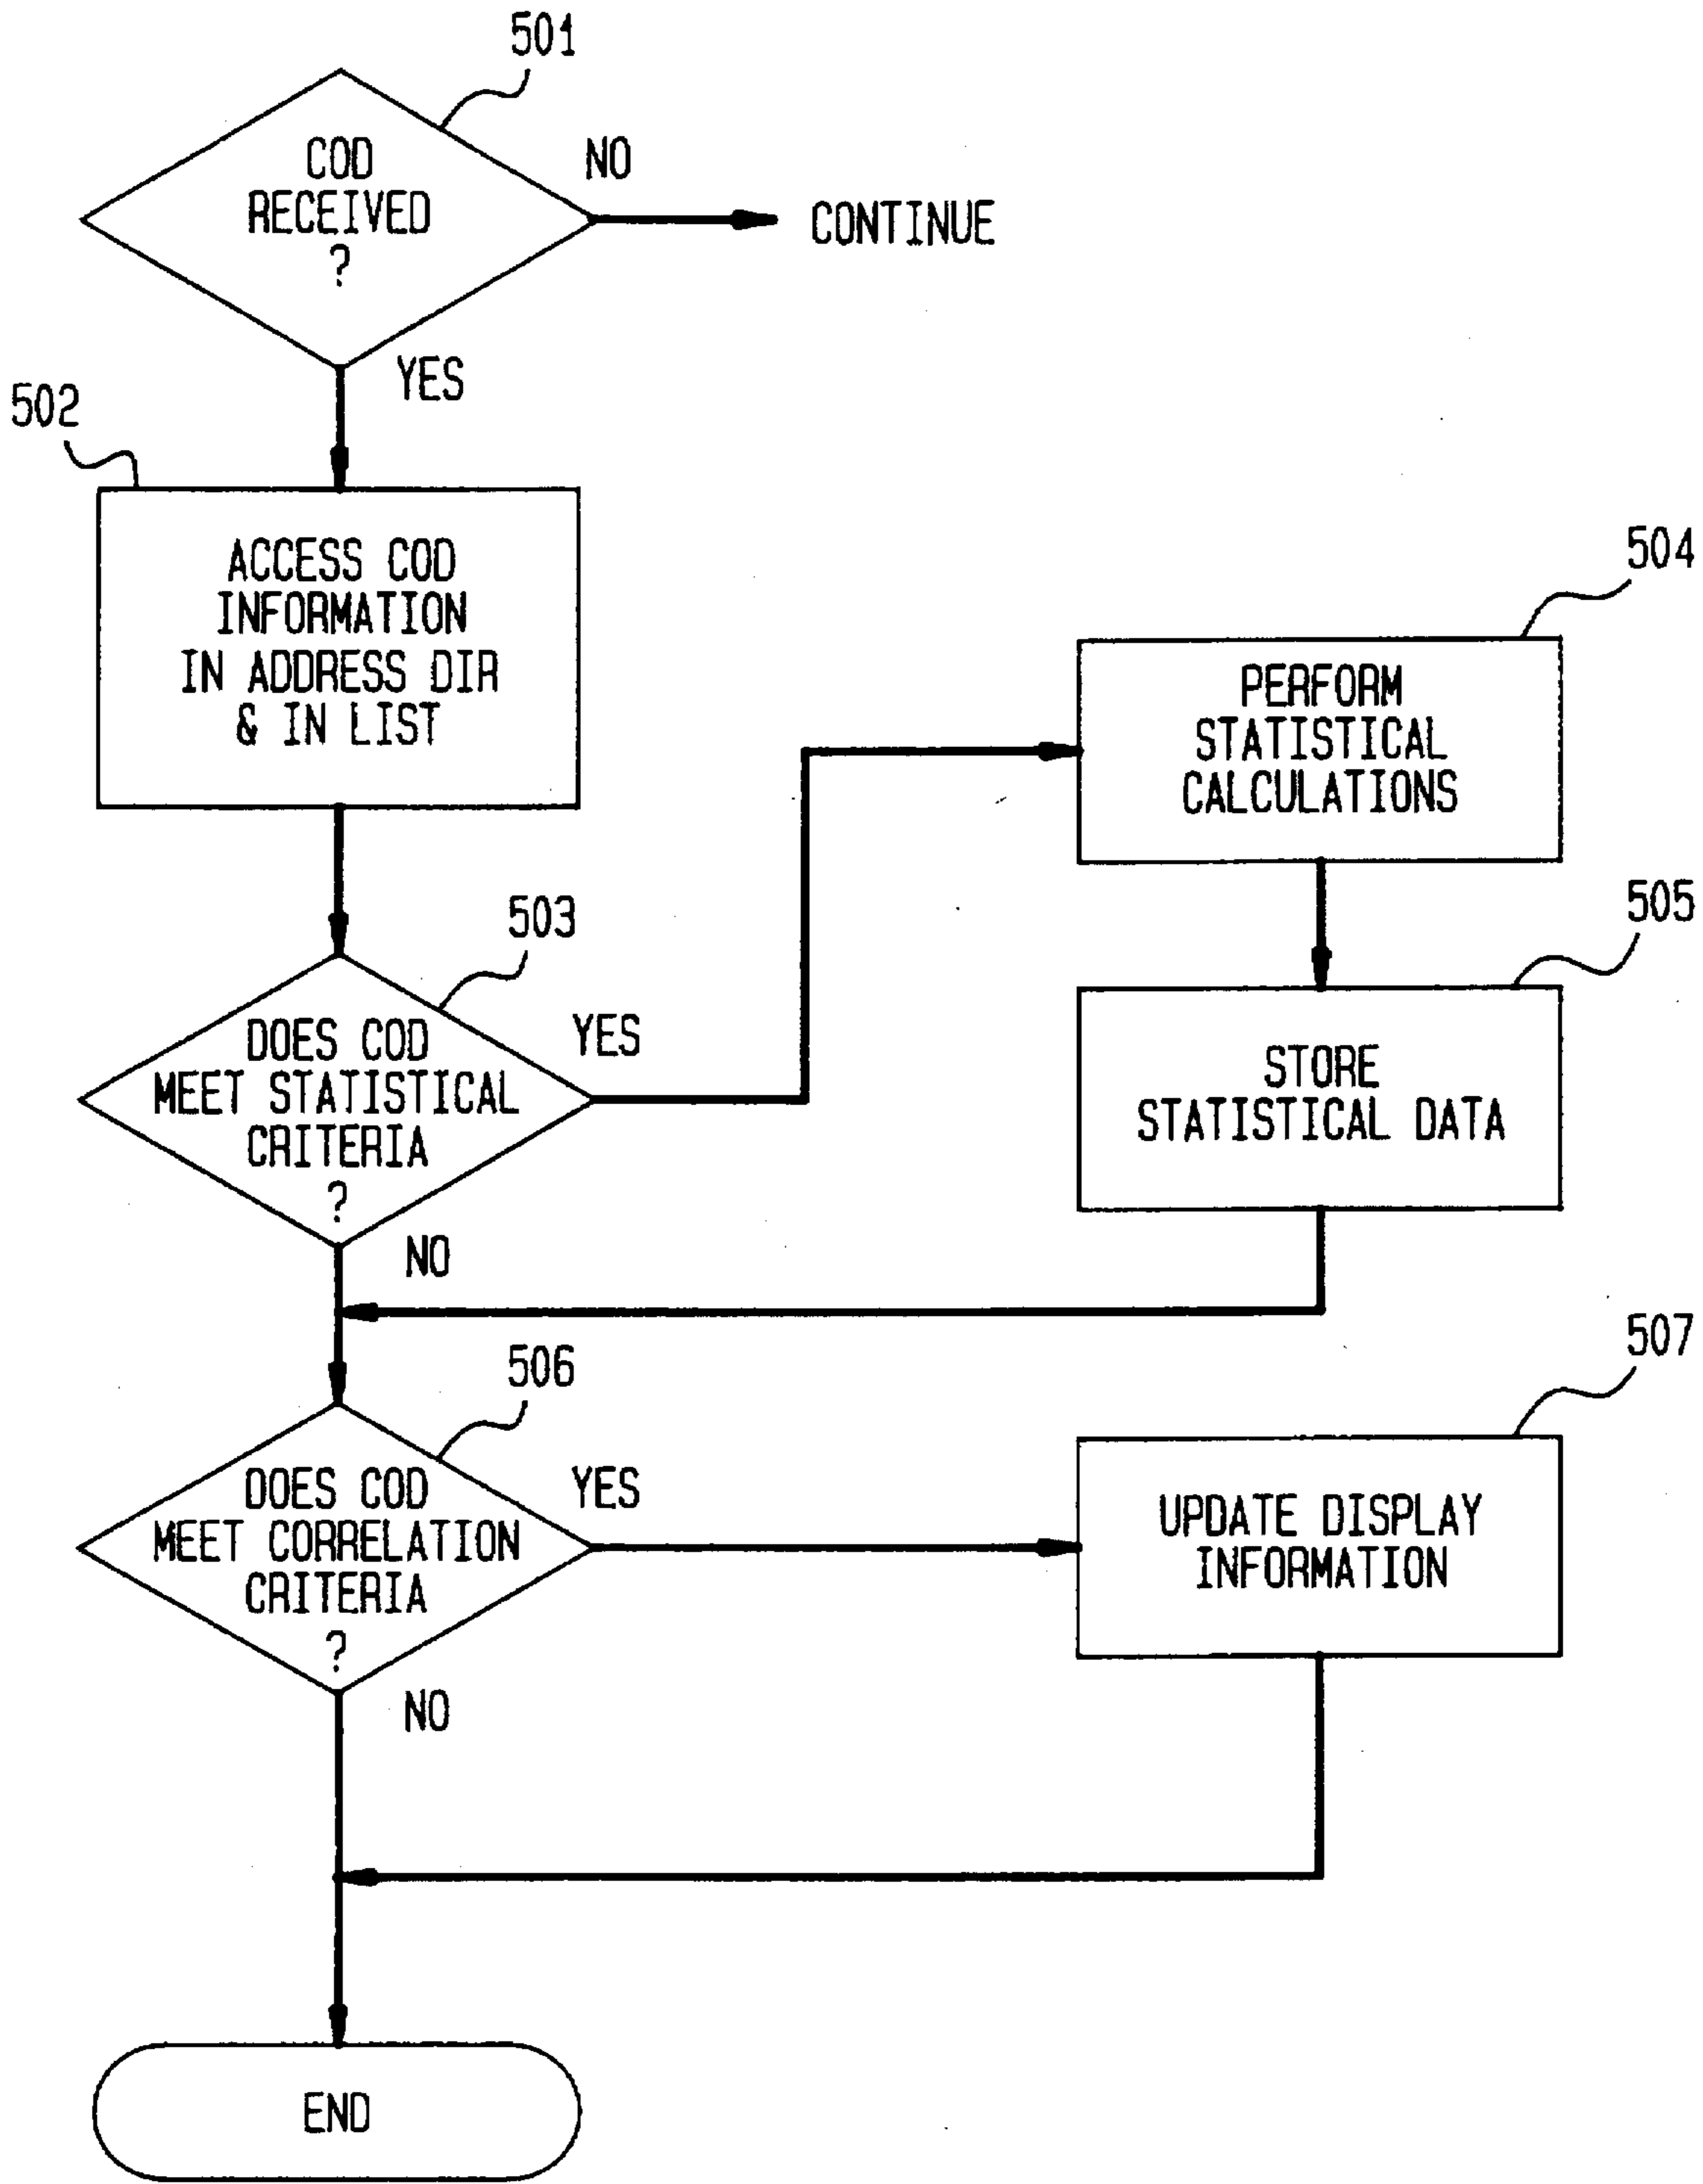 501
COD
RECEIVED
?
NO
CONTINUE
YES
502
ACCESS COD
INFORMATION
IN ADDRESS DIR
& IN LIST
503
DOES COD
MEET STATISTICAL
CRITERIA
?
YES
NO
504
PERFORM
STATISTICAL
CALCULATIONS
505
STORE
STATISTICAL DATA
506
DOES COD
MEET CORRELATION
CRITERIA
?
YES
NO
507
UPDATE DISPLAY
INFORMATION
END